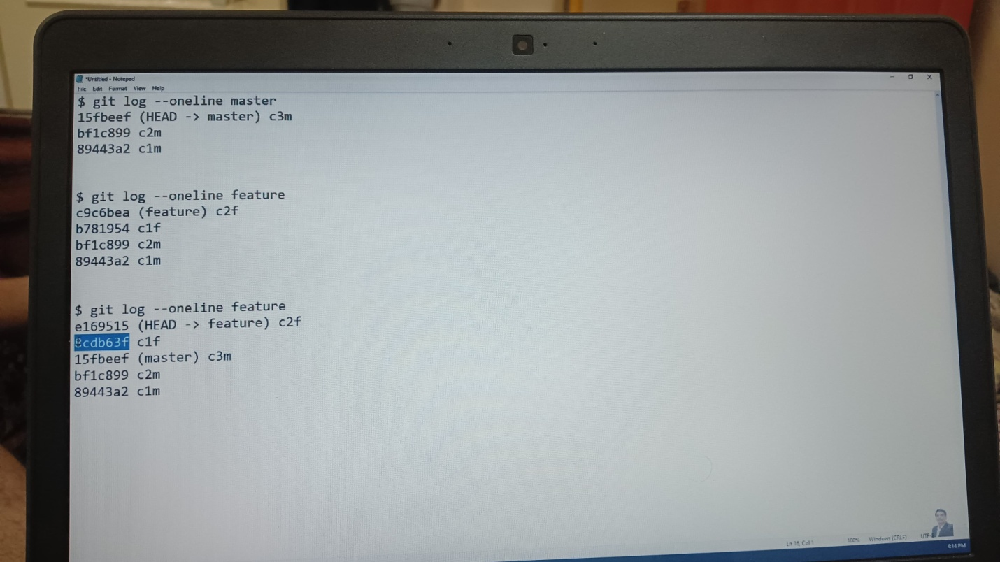 *Untitled - Notepad
File Edit Format View Help
$ git log --oneline master
15fbeef (HEAD -> master) c3m
bf1c899 c2m
89443a2 c1m
$ git log --oneline feature
c9c6bea (feature) c2f
b781954 c1f
bf1c899 c2m
89443a2 c1m
$ git log --oneline feature
e169515 (HEAD -> feature) c2f
c1f
15fbeef (master) c3m
bf1c899 c2m
89443a2 c1m
Ln 16, Col 1 100% Windows (CRLF)
4:14 PM